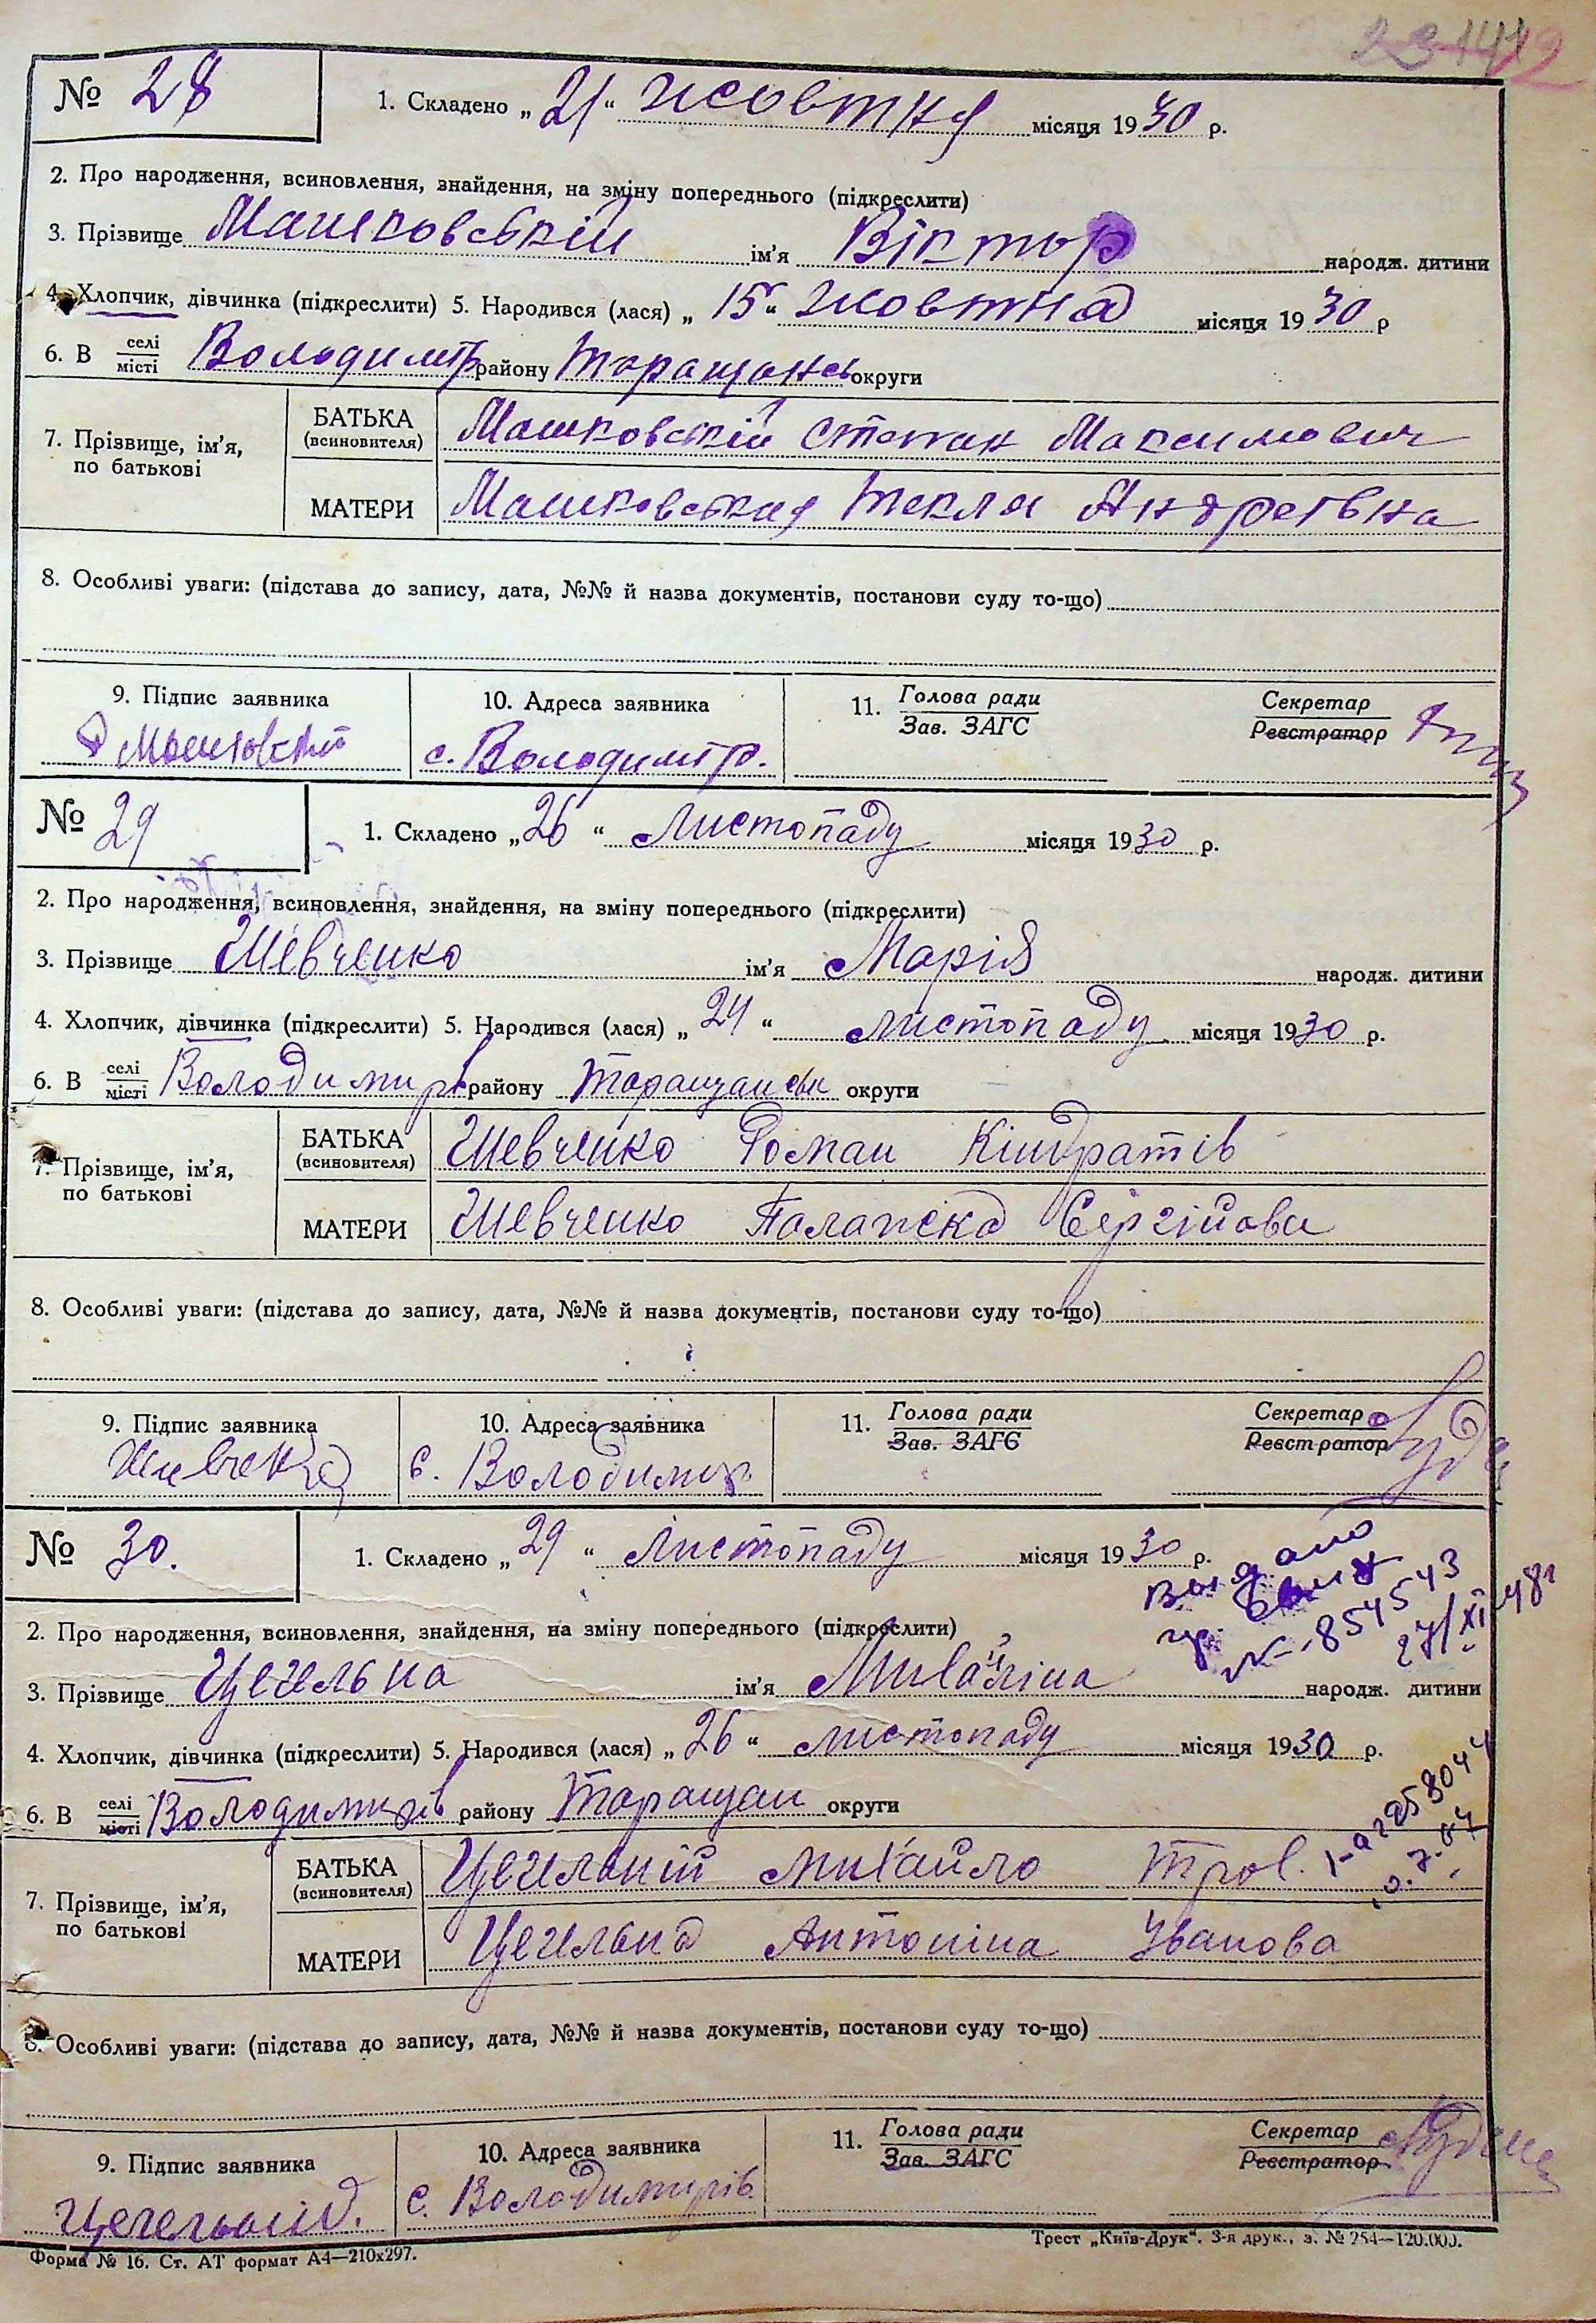 № 28
1. Складено „21“ жовтня місяця 1930 р.
2. Про народження, всиновлення, знайдення, на зміну попереднього (підкреслити)
3. Прізвище Машковський ім'я Віктор народж. дитини
4. Хлопчик, дівчинка (підкреслити) 5. Народився (лася) „15“ жовтня місяця 1930 р
6. В селі місті Володимір району Таращанськ округи
7. Прізвище, ім'я, по батькові
БАТЬКА (всиновителя) Машковській Степан Максимович
МАТЕРИ Машковская Текля Андреівна
8. Особливі уваги: (підстава до запису, дата, №№ й назва документів, постанови суду то-що)
9. Підпис заявника 10. Адреса заявника 11. Голова ради Зав. ЗАГС Секретар Реєстратор
Машковский с. Володимір.
№ 29
1. Складено „26“ Листопаду місяця 1930 р.
2. Про народження, всиновлення, знайдення, на зміну попереднього (підкреслити)
3. Прізвище Шевченко ім'я Марія народж. дитини
4. Хлопчик, дівчинка (підкреслити) 5. Народився (лася) „24“ листопаду місяця 1930 р.
6. В селі місті Володимирів району Таращанськ округи
7. Прізвище, ім'я, по батькові
БАТЬКА (всиновителя) Шевченко Роман Кіндратів
МАТЕРИ Шевченко Палажка Сергійова
8. Особливі уваги: (підстава до запису, дата, №№ й назва документів, постанови суду то-що)
9. Підпис заявника 10. Адреса заявника 11. Голова ради Зав. ЗАГС Секретар Реєстратор
Шевченко с. Володимир
№ 30.
1. Складено „29“ Листопаду місяця 1930 р.
Выдано
2. Про народження, всиновлення, знайдення, на зміну попереднього (підкреслити)
№ 854543
27/XI-48г
3. Прізвище Цегельна ім'я народж. дитини
4. Хлопчик, дівчинка (підкреслити) 5. Народився (лася) „26“ листопаду місяця 1930 р.
6. В селі місті Володимирів району Таращан округи
7. Прізвище, ім'я, по батькові
БАТЬКА (всиновителя) Цегельний Михайло Троф.
МАТЕРИ Цегельна Антоніна Іванова
8. Особливі уваги: (підстава до запису, дата, №№ й назва документів, постанови суду то-що)
9. Підпис заявника 10. Адреса заявника 11. Голова ради Зав. ЗАГС Секретар Реєстратор
с. Володимирів
Форма № 16. Ст. АТ формат А4—210х297.
Трест „Київ-Друк“. 3-я друк., з. № 254—120.000.